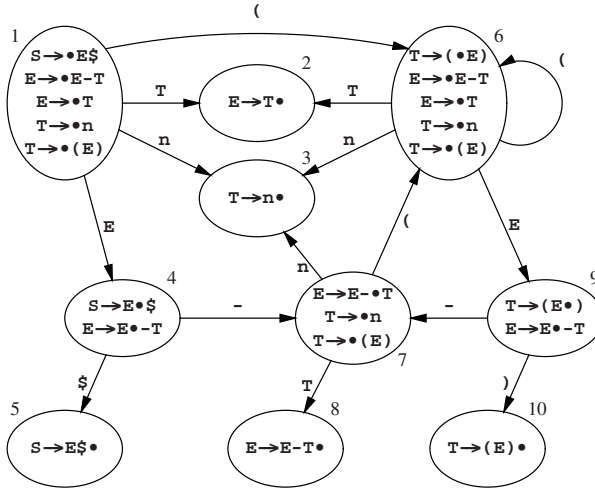 (
1
S→•E$
E→•E-T
E→•T
T→•n
T→•(E)
6
T→(•E)
E→•E-T
E→•T
T→•n
T→•(E)
(
2
E→T•
T
T
n
n
3
T→n•
E
(
E
n
4
S→E•$
E→E•-T
-
E→E-•T
T→•n
T→•(E)
7
-
9
T→(E•)
E→E•-T
$
T
)
5
S→E$•
8
E→E-T•
10
T→(E)•